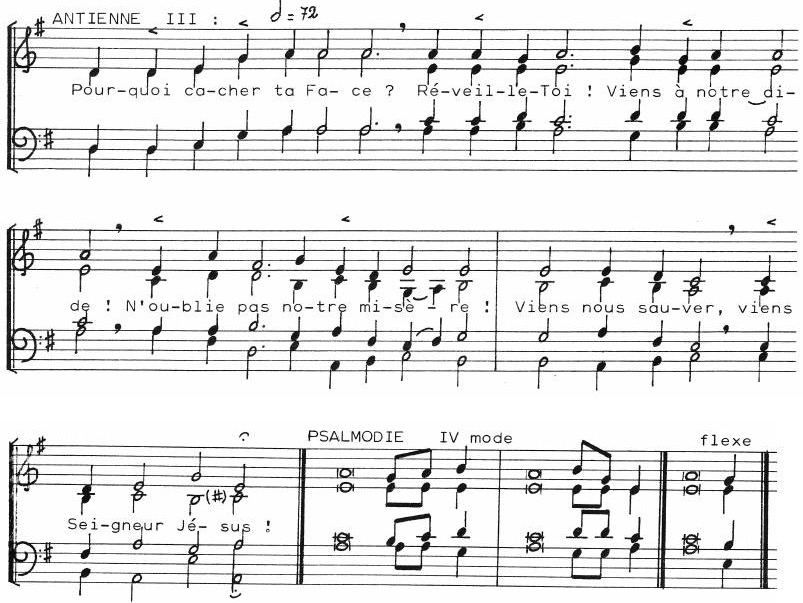 ANTIENNE III : 𝅗𝅥 = 72
Pour-quoi ca-cher ta Fa- ce ? Ré-veil-le-Toi ! Viens à notre di-
de ! N'ou-blie pas no-tre mi-sè - re ! Viens nous sau-ver, viens
Sei-gneur Jé- sus !
PSALMODIE IV mode
flexe